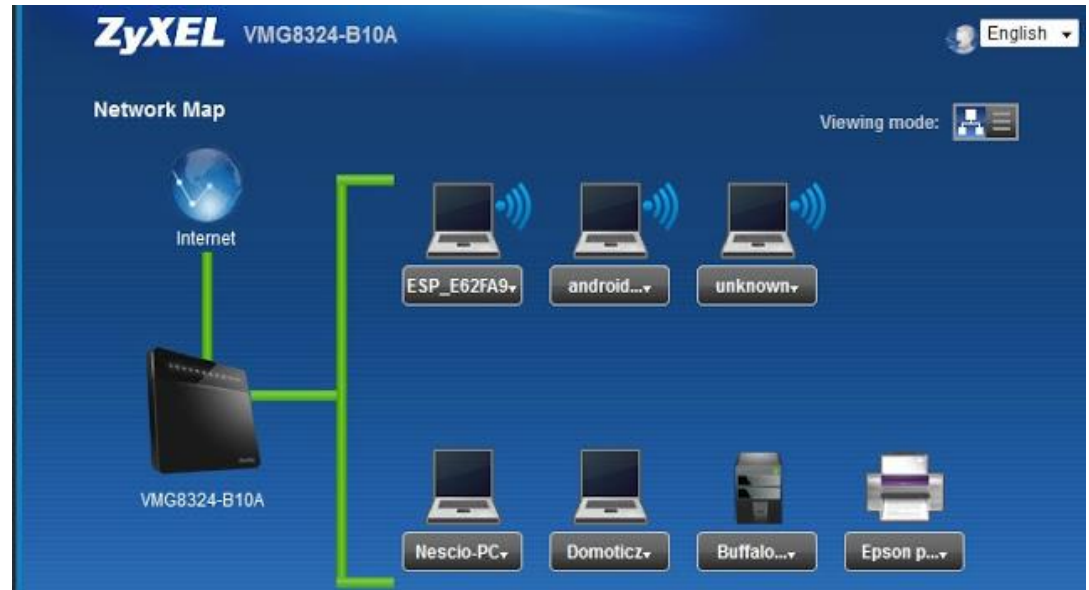 ZyXEL VMG8324-B10A
English
Network Map
Viewing mode:
Internet
ESP_E62FA9
android...
unknown
VMG8324-B10A
Nescio-PC
Domoticz
Buffalo...
Epson p...